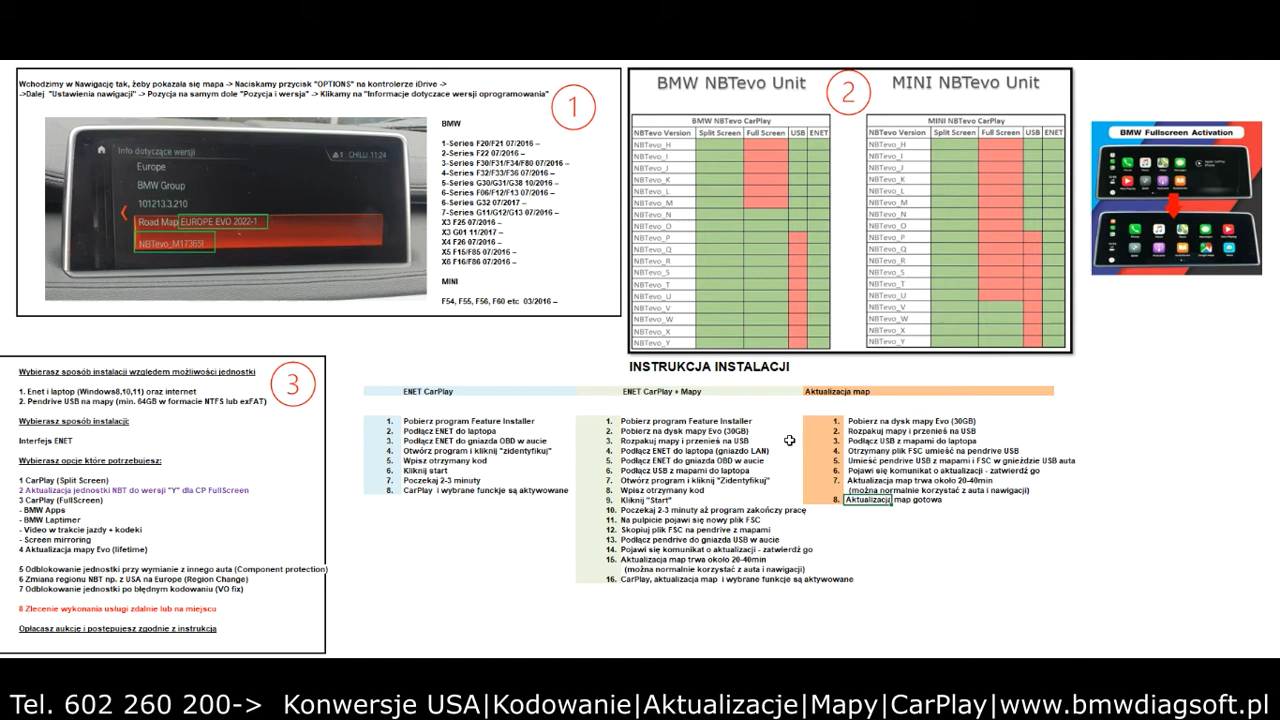 Wchodzimy w Nawigację tak, żeby pokazała się mapa -> Naciskamy przycisk "OPTIONS" na kontrolerze iDrive ->
->Dalej "Ustawienia nawigacji" -> Pozycja na samym dole "Pozycja i wersja" -> Klikamy na "Informacje dotyczace wersji oprogramowania"
1
Info dotyczące wersji
1 CHILLI 11:24
Europe
BMW Group
101213.3.210
Road Map EUROPE EVO 2022-1
NBTevo_M17365I
BMW
1-Series F20/F21 07/2016 –
2-Series F22 07/2016 –
3-Series F30/F31/F34/F80 07/2016 –
4-Series F32/F33/F36 07/2016 –
5-Series G30/G31/G38 10/2016 –
6-Series F06/F12/F13 07/2016 –
6-Series G32 07/2017 –
7-Series G11/G12/G13 07/2016 –
X3 F25 07/2016 –
X3 G01 11/2017 –
X4 F26 07/2016 –
X5 F15/F85 07/2016 –
X6 F16/F86 07/2016 –
MINI
F54, F55, F56, F60 etc 03/2016 –
BMW NBTevo Unit
2
MINI NBTevo Unit
BMW NBTevo CarPlay
NBTevo Version Split Screen Full Screen USB ENET
NBTevo_H
NBTevo_I
NBTevo_J
NBTevo_K
NBTevo_L
NBTevo_M
NBTevo_N
NBTevo_O
NBTevo_P
NBTevo_Q
NBTevo_R
NBTevo_S
NBTevo_T
NBTevo_U
NBTevo_V
NBTevo_W
NBTevo_X
NBTevo_Y
MINI NBTevo CarPlay
NBTevo Version Split Screen Full Screen USB ENET
NBTevo_H
NBTevo_I
NBTevo_J
NBTevo_K
NBTevo_L
NBTevo_M
NBTevo_N
NBTevo_O
NBTevo_P
NBTevo_Q
NBTevo_R
NBTevo_S
NBTevo_T
NBTevo_U
NBTevo_V
NBTevo_W
NBTevo_X
NBTevo_Y
BMW Fullscreen Activation
3
Wybierasz sposób instalacji względem możliwości jednostki
1. Enet i laptop (Windows8,10,11) oraz internet
2. Pendrive USB na mapy (min. 64GB w formacie NTFS lub exFAT)
Wybierasz sposób instalacji:
Interfejs ENET
Wybierasz opcje które potrzebujesz:
1 CarPlay (Split Screen)
2 Aktualizacja jednostki NBT do wersji "Y" dla CP FullScreen
3 CarPlay (FullScreen)
- BMW Apps
- BMW Laptimer
- Video w trakcie jazdy + kodeki
- Screen mirroring
4 Aktualizacja mapy Evo (lifetime)
5 Odblokowanie jednostki przy wymianie z innego auta (Component protection)
6 Zmiana regionu NBT np. z USA na Europe (Region Change)
7 Odblokowanie jednostki po błędnym kodowaniu (VO fix)
8 Zlecenie wykonania usługi zdalnie lub na miejscu
Opłacasz aukcję i postępujesz zgodnie z instrukcja
INSTRUKCJA INSTALACJI
ENET CarPlay
1. Pobierz program Feature Installer
2. Podłącz ENET do laptopa
3. Podłącz ENET do gniazda OBD w aucie
4. Otwórz program i kliknij "zidentyfikuj"
5. Wpisz otrzymany kod
6. Kliknij start
7. Poczekaj 2-3 minuty
8. CarPlay i wybrane funckje są aktywowane
ENET CarPlay + Mapy
1. Pobierz program Feature Installer
2. Pobierz na dysk mapy Evo (30GB)
3. Rozpakuj mapy i przenieś na USB
4. Podłącz ENET do laptopa (gniazdo LAN)
5. Podłącz ENET do gniazda OBD w aucie
6. Podłącz USB z mapami do laptopa
7. Otwórz program i kliknij "Zidentyfikuj"
8. Wpisz otrzymany kod
9. Kliknij "Start"
10. Poczekaj 2-3 minuty aż program zakończy pracę
11. Na pulpicie pojawi się nowy plik FSC
12. Skopiuj plik FSC na pendrive z mapami
13. Podłącz pendrive do gniazda USB w aucie
14. Pojawi się komunikat o aktualizacji - zatwierdź go
15. Aktualizacja map trwa około 20-40min
(można normalnie korzystać z auta i nawigacji)
16. CarPlay, aktualizacja map i wybrane funkcje są aktywowane
Aktualizacja map
1. Pobierz na dysk mapy Evo (30GB)
2. Rozpakuj mapy i przenieś na USB
3. Podłącz USB z mapami do laptopa
4. Otrzymany plik FSC umieść na pendrive USB
5. Umieść pendrive USB z mapami i FSC w gnieździe USB auta
6. Pojawi się komunikat o aktualizacji - zatwierdź go
7. Aktualizacja map trwa około 20-40min
(można normalnie korzystać z auta i nawigacji)
8. Aktualizacja map gotowa
Tel. 602 260 200-> Konwersje USA|Kodowanie|Aktualizacje|Mapy|CarPlay|www.bmwdiagsoft.pl